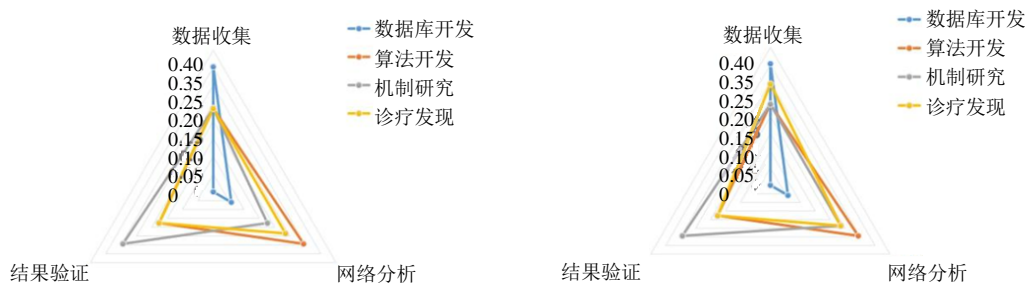 数据收集
0.40
0.35
0.25
0.20
0.15
0.10
0.05
0
结果验证
网络分析
数据库开发
算法开发
机制研究
诊疗发现
数据收集
0.40
0.35
0.25
0.20
0.15
0.10
0.05
0
结果验证
网络分析
数据库开发
算法开发
机制研究
诊疗发现